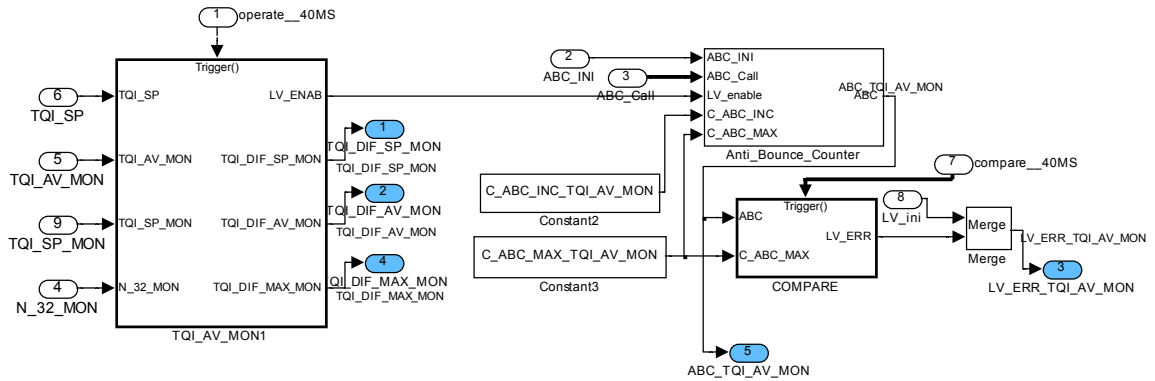 1
operate__40MS
Trigger()
6
TQI_SP
TQI_SP
LV_ENAB
5
TQI_AV_MON
TQI_AV_MON
TQI_DIF_SP_MON
1
TQI_DIF_SP_MON
TQI_DIF_SP_MON
9
TQI_SP_MON
TQI_SP_MON
TQI_DIF_AV_MON
2
TQI_DIF_AV_MON
TQI_DIF_AV_MON
4
N_32_MON
N_32_MON
TQI_DIF_MAX_MON
4
TQI_DIF_MAX_MON
TQI_DIF_MAX_MON
TQI_AV_MON1
2
ABC_INI
3
ABC_Call
ABC_INI
ABC_Call
LV_enable
C_ABC_INC
C_ABC_MAX
ABC
ABC_TQI_AV_MON
Anti_Bounce_Counter
C_ABC_INC_TQI_AV_MON
Constant2
C_ABC_MAX_TQI_AV_MON
Constant3
7
compare__40MS
Trigger()
ABC
LV_ERR
C_ABC_MAX
COMPARE
8
LV_ini
Merge
Merge
LV_ERR_TQI_AV_MON
3
LV_ERR_TQI_AV_MON
5
ABC_TQI_AV_MON